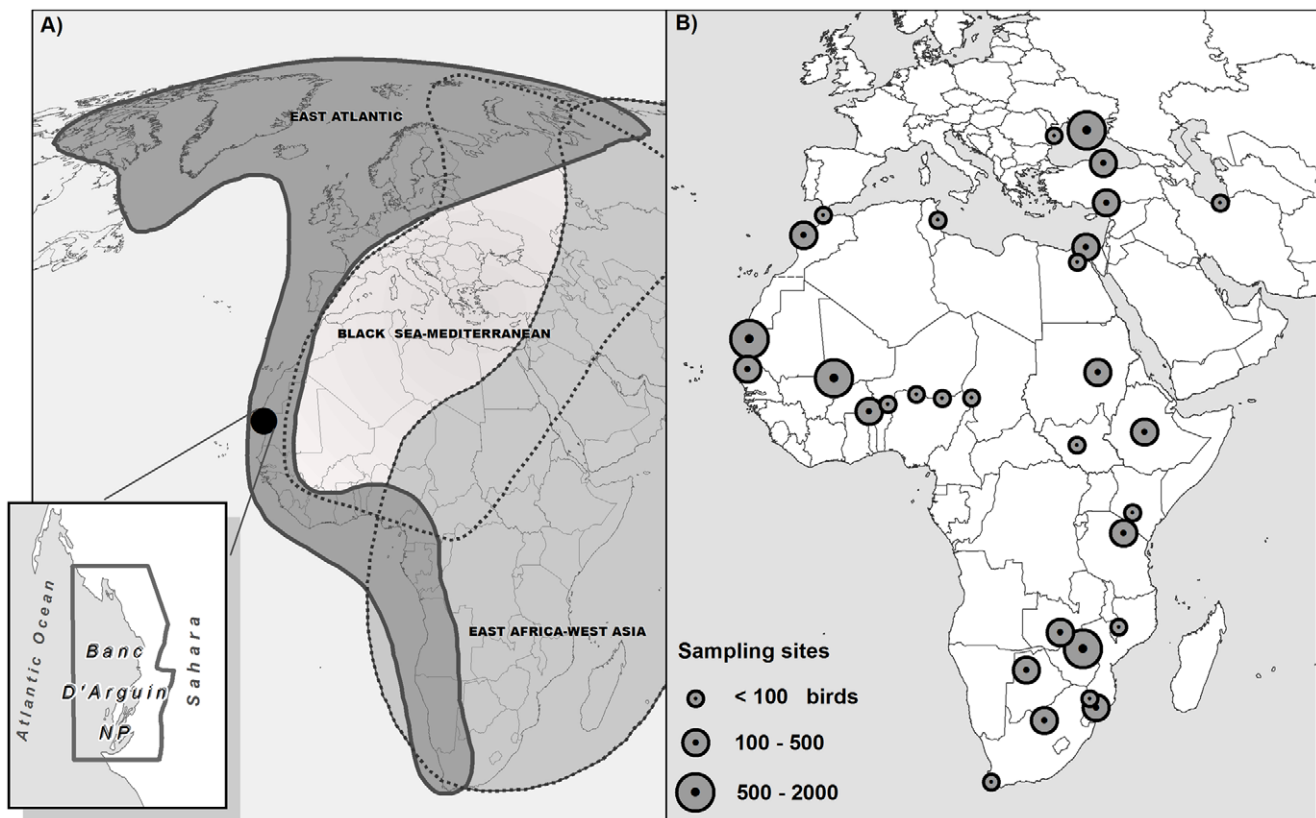 A)
EAST ATLANTIC
BLACK SEA-MEDITERRANEAN
EAST AFRICA-WEST ASIA
Atlantic Ocean
Banc
D'Arguin
NP
Sahara
B)
Sampling sites
< 100 birds
100 - 500
500 - 2000